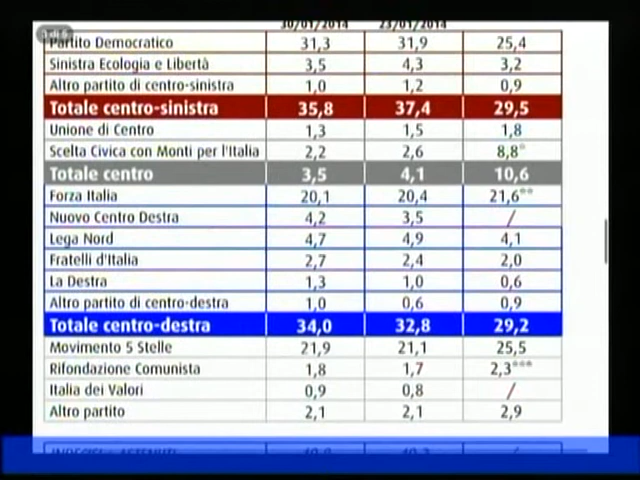 30/01/2014 23/01/2014
1 di 6
Partito Democratico 31,3 31,9 25,4
Sinistra Ecologia e Libertà 3,5 4,3 3,2
Altro partito di centro-sinistra 1,0 1,2 0,9
Totale centro-sinistra 35,8 37,4 29,5
Unione di Centro 1,3 1,5 1,8
Scelta Civica con Monti per l'Italia 2,2 2,6 8,8*
Totale centro 3,5 4,1 10,6
Forza Italia 20,1 20,4 21,6**
Nuovo Centro Destra 4,2 3,5 /
Lega Nord 4,7 4,9 4,1
Fratelli d'Italia 2,7 2,4 2,0
La Destra 1,3 1,0 0,6
Altro partito di centro-destra 1,0 0,6 0,9
Totale centro-destra 34,0 32,8 29,2
Movimento 5 Stelle 21,9 21,1 25,5
Rifondazione Comunista 1,8 1,7 2,3***
Italia dei Valori 0,9 0,8 /
Altro partito 2,1 2,1 2,9